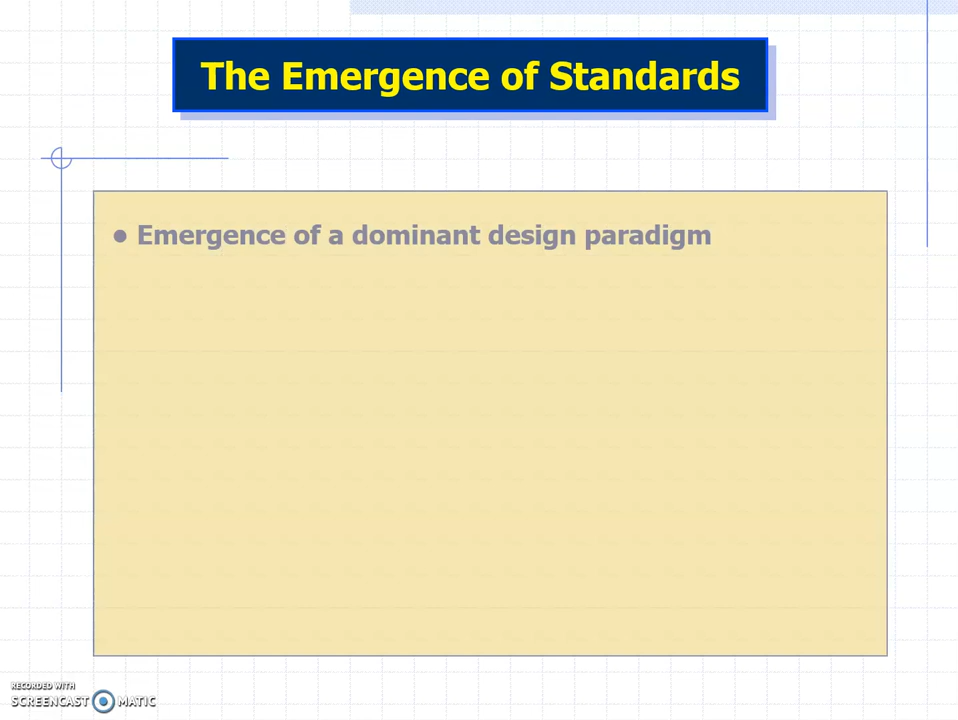 The Emergence of Standards
• Emergence of a dominant design paradigm
RECORDED WITH
SCREENCAST MATIC